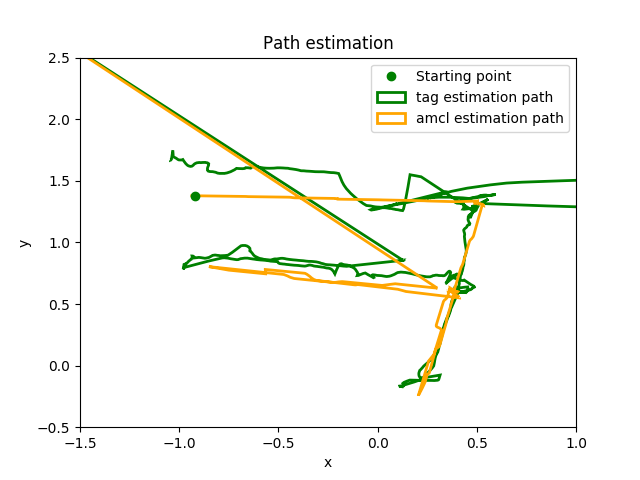 Path estimation
Starting point
tag estimation path
amcl estimation path
y
2.5
2.0
1.5
1.0
0.5
0.0
−0.5
−1.5
−1.0
−0.5
0.0
0.5
1.0
x